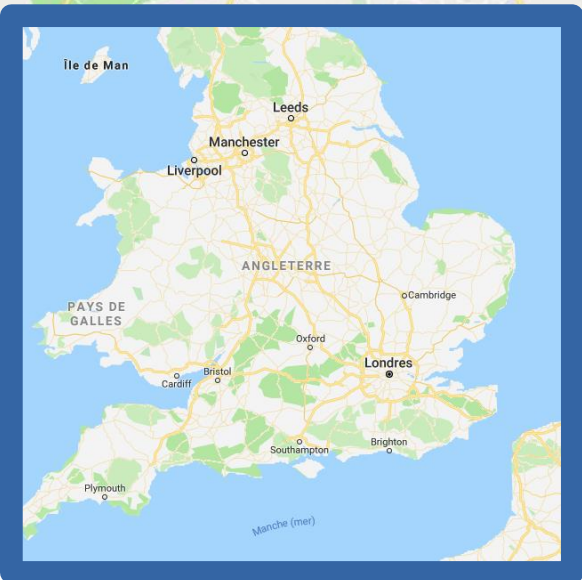 Île de Man
Leeds
Manchester
Liverpool
ANGLETERRE
Cambridge
PAYS DE
GALLES
Oxford
Londres
Bristol
Cardiff
Southampton
Brighton
Plymouth
Manche (mer)